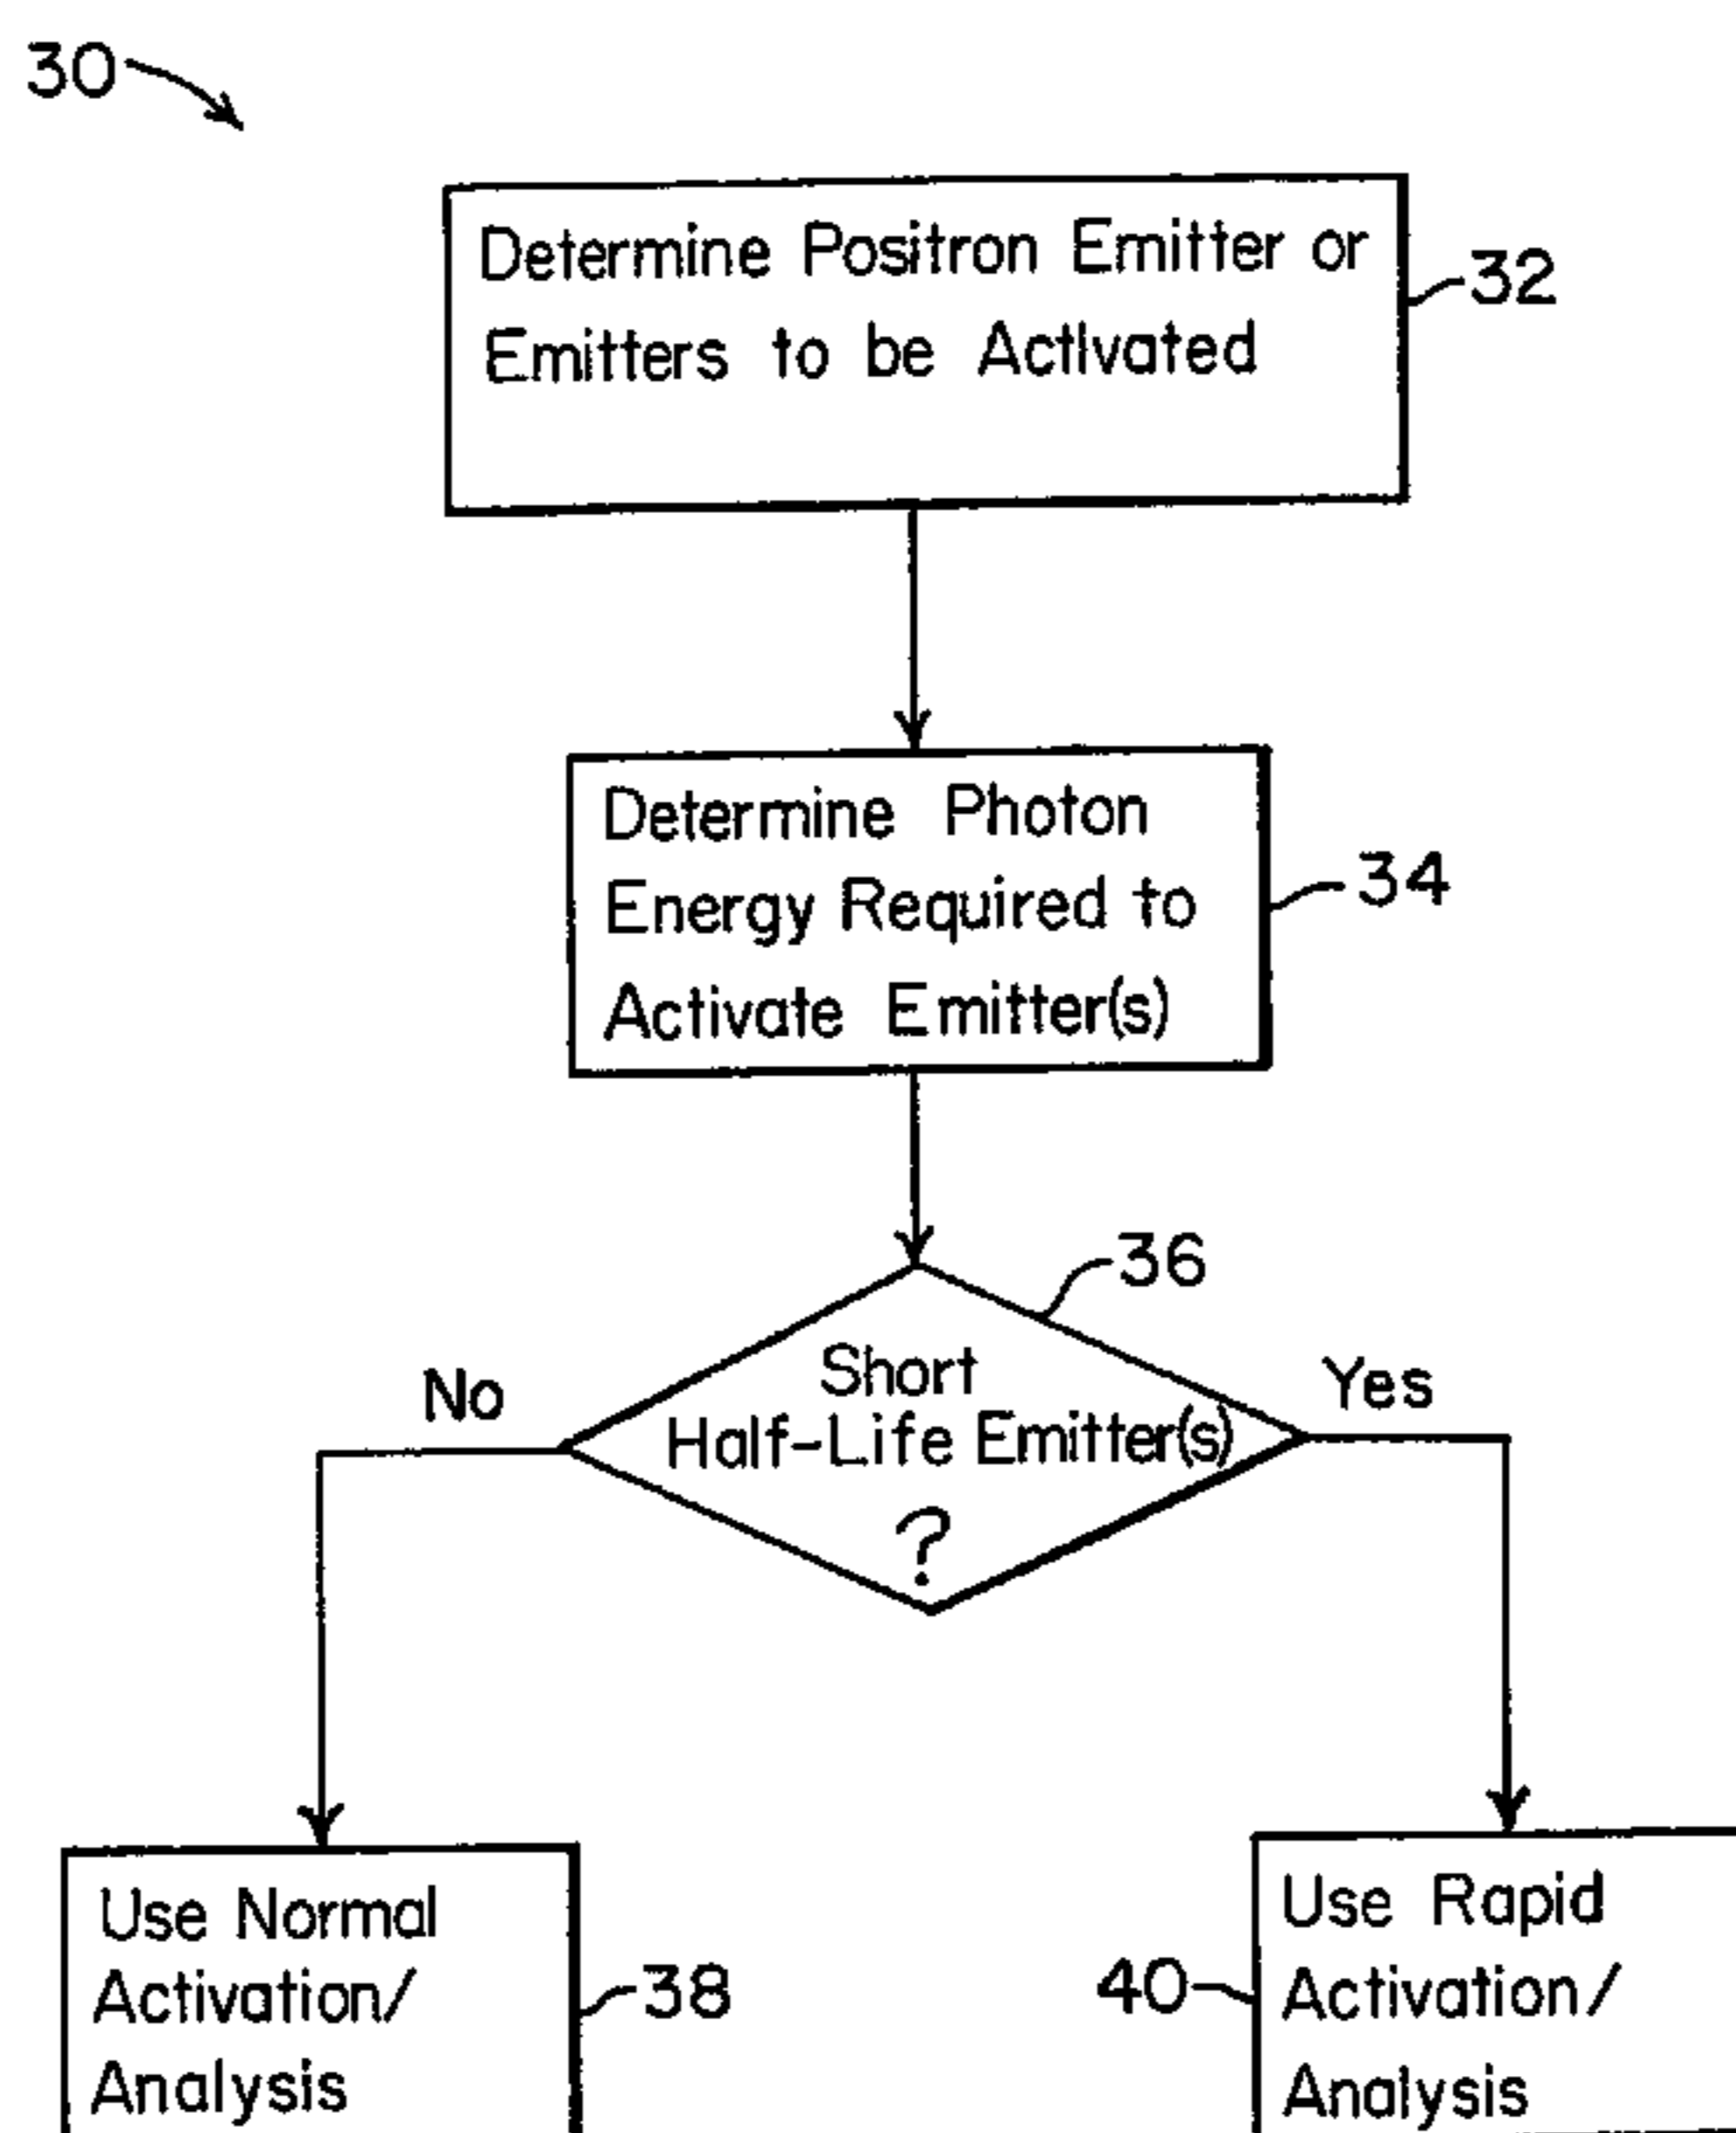 30
Determine Positron Emitter or
Emitters to be Activated
32
Determine Photon
Energy Required to
Activate Emitter(s)
34
36
Short
Half-Life Emitter(s)
?
No
Yes
Use Normal
Activation/
Analysis
38
40
Use Rapid
Activation/
Analysis